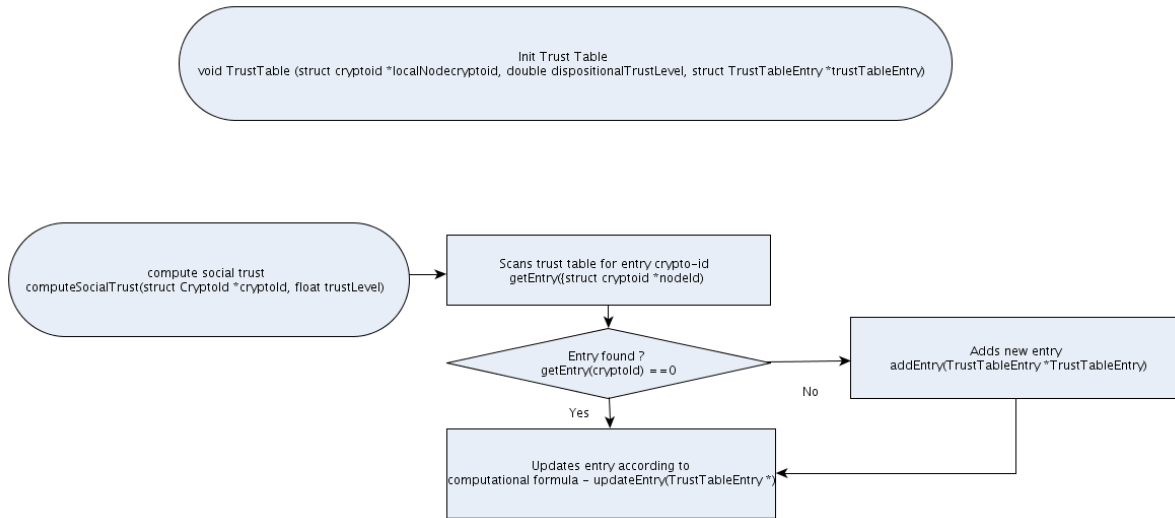 Init Trust Table
void TrustTable (struct cryptoid *localNodecryptoid, double dispositionalTrustLevel, struct TrustTableEntry *trustTableEntry)
compute social trust
computeSocialTrust(struct CryptoId *cryptoId, float trustLevel)
Scans trust table for entry crypto-id
getEntry({struct cryptoid *nodeId)
Entry found ?
getEntry(cryptoId) ==0
Adds new entry
addEntry(TrustTableEntry *TrustTableEntry)
No
Yes
Updates entry according to
computational formula - updateEntry(TrustTableEntry *)